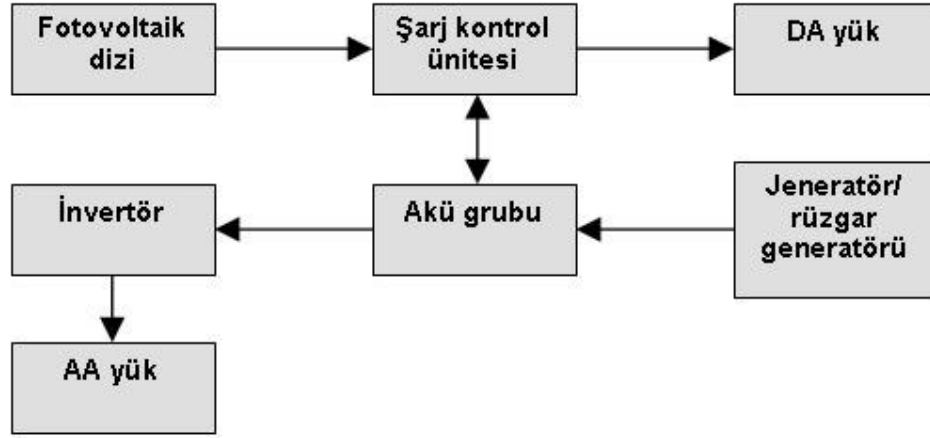 Fotovoltaik
dizi
Şarj kontrol
ünitesi
DA yük
İnvertör
Akü grubu
Jeneratör/
rüzgar
generatörü
AA yük